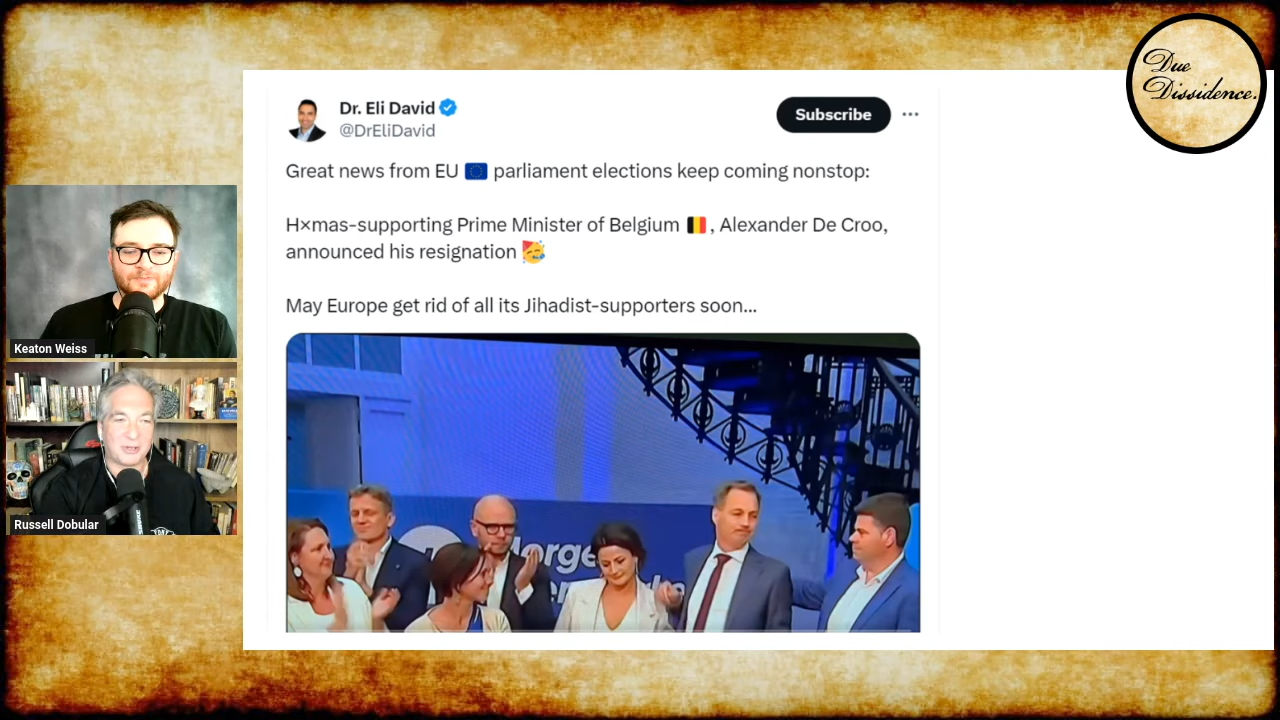 Due
Dissidence.
Dr. Eli David
@DrEliDavid
Subscribe
Great news from EU 🇪🇺 parliament elections keep coming nonstop:
H×mas-supporting Prime Minister of Belgium 🇧🇪, Alexander De Croo,
announced his resignation 🥳
May Europe get rid of all its Jihadist-supporters soon...
Keaton Weiss
Russell Dobular